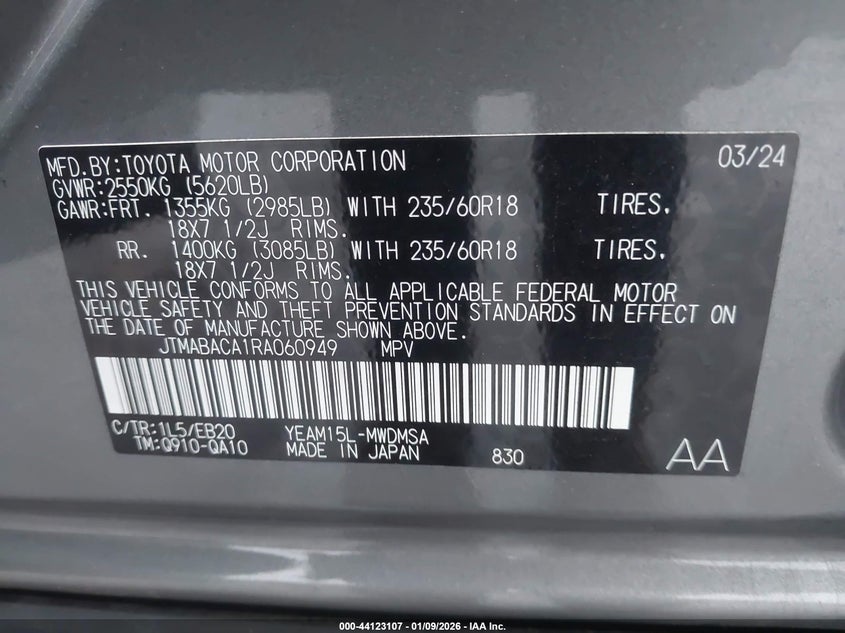 MFD.BY:TOYOTA MOTOR CORPORATION 03/24
GVWR:2550KG (5620LB)
GAWR:FRT. 1355KG (2985LB) WITH 235/60R18 TIRES.
18X7 1/2J RIMS.
RR. 1400KG (3085LB) WITH 235/60R18 TIRES.
18X7 1/2J RIMS.
THIS VEHICLE CONFORMS TO ALL APPLICABLE FEDERAL MOTOR
VEHICLE SAFETY AND THEFT PREVENTION STANDARDS IN EFFECT ON
THE DATE OF MANUFACTURE SHOWN ABOVE.
JTMABACA1RA060949 MPV
C/TR:1L5/EB20 YEAM15L-MWDMSA
TM:Q910-QA10 MADE IN JAPAN 830 AA
000-44123107 - 01/09/2026 - IAA Inc.